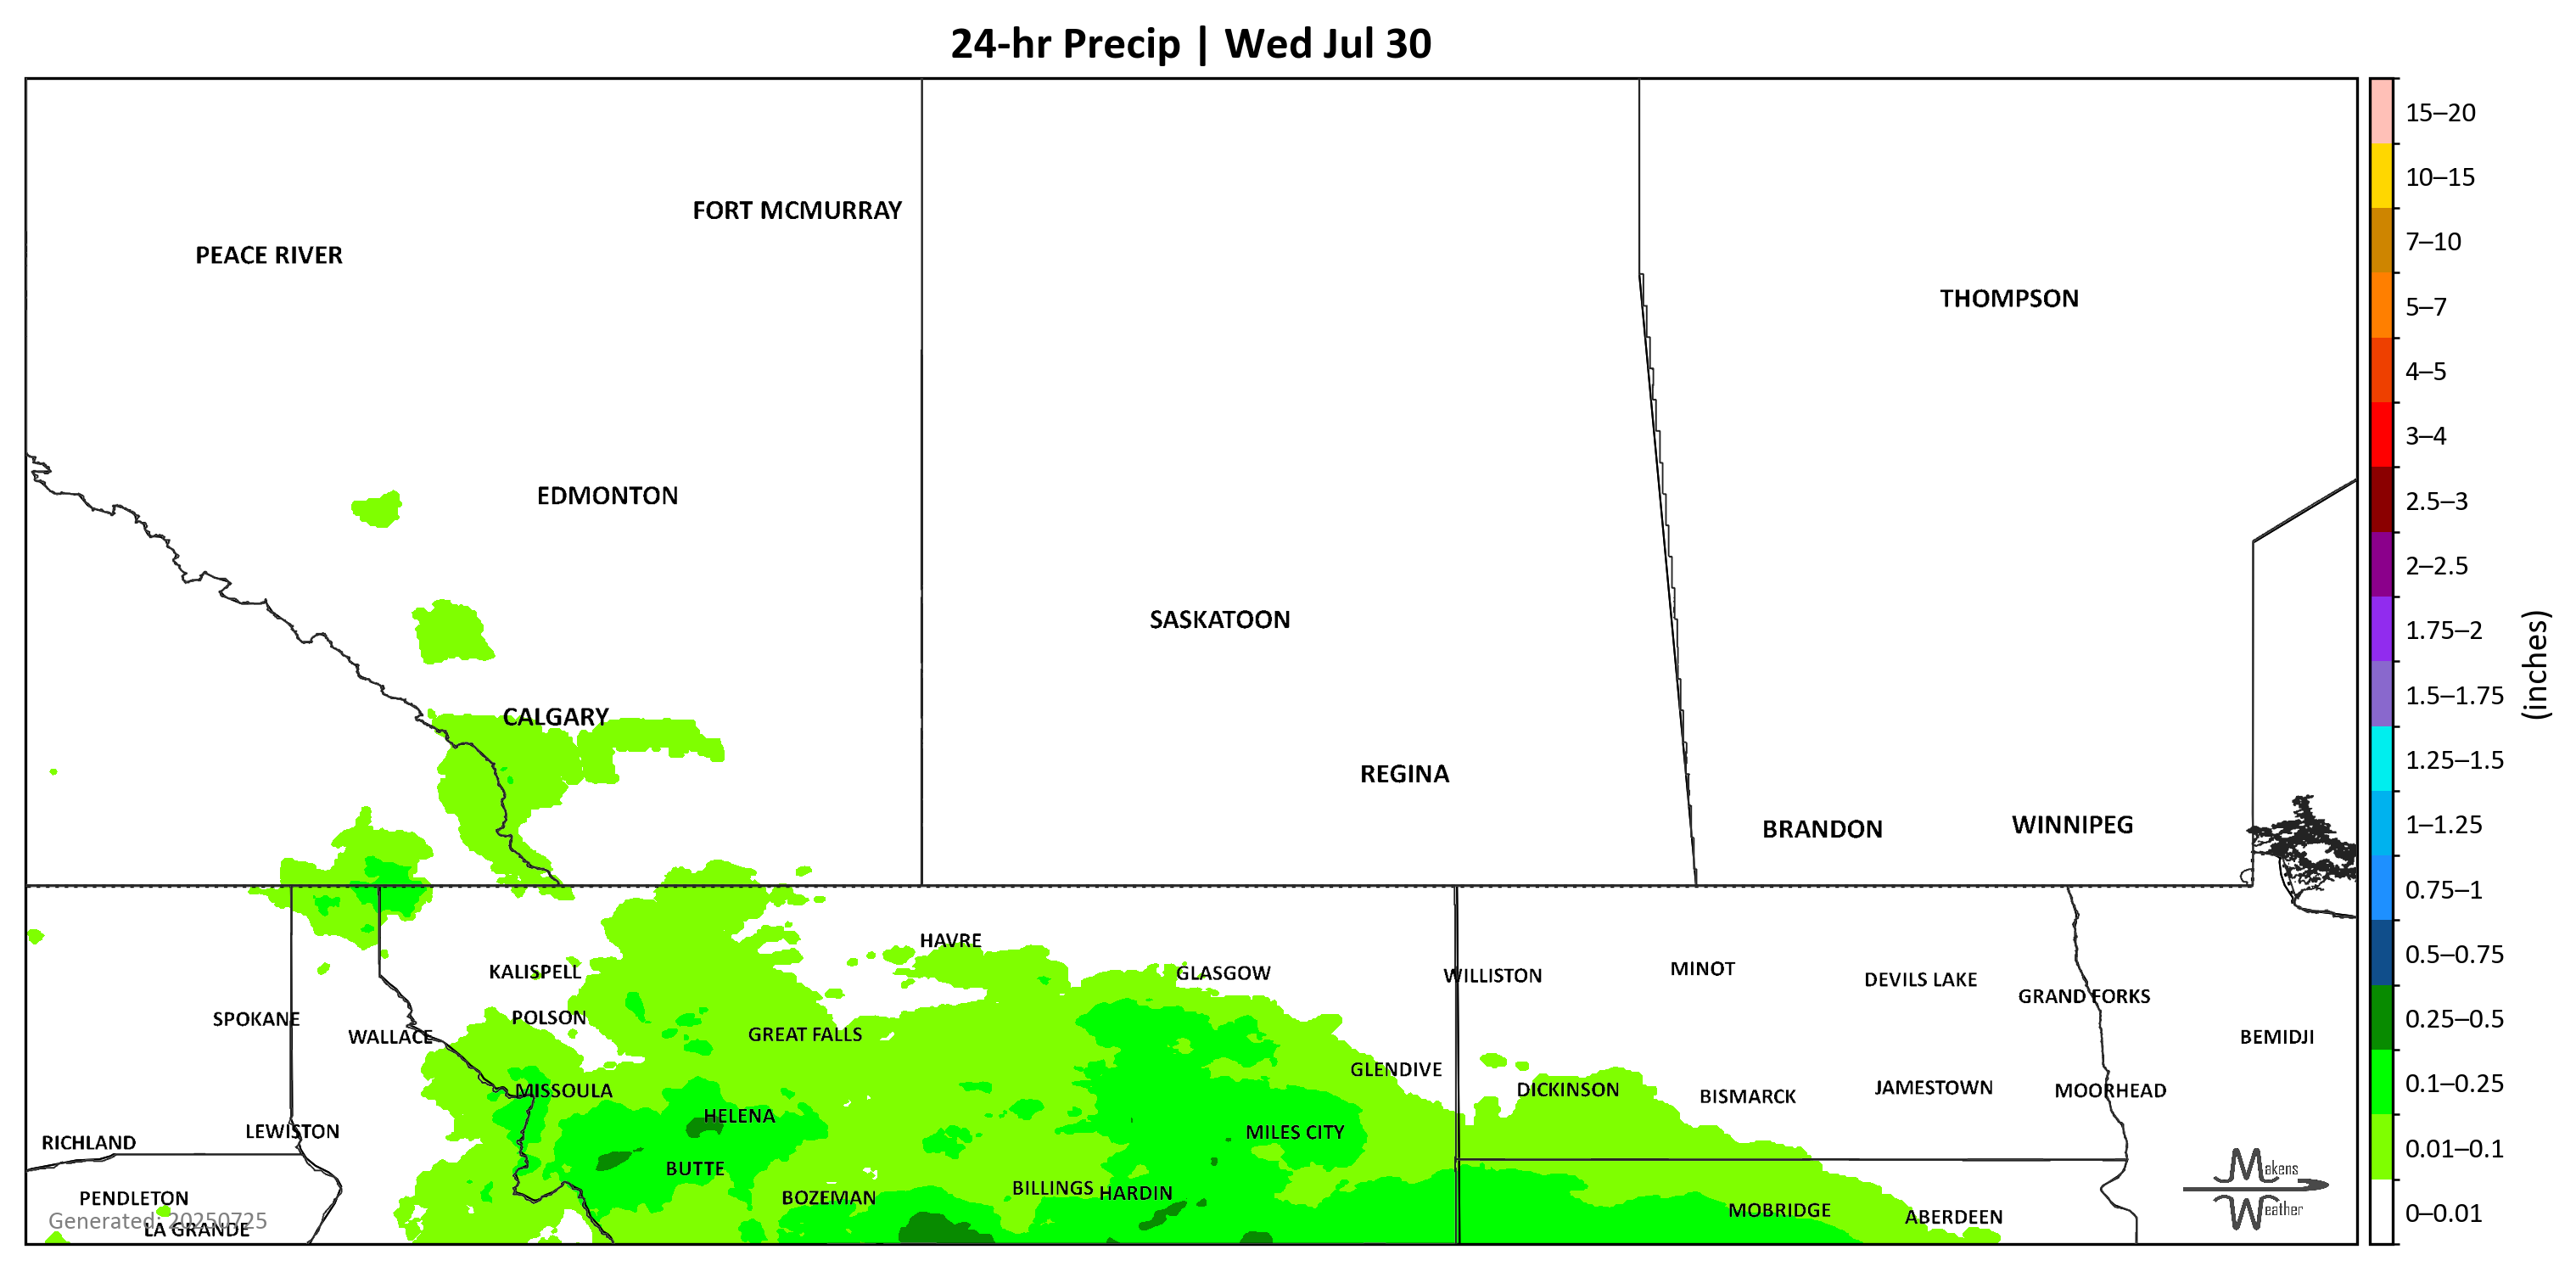 24-hr Precip | Wed Jul 30
FORT MCMURRAY
PEACE RIVER
THOMPSON
EDMONTON
SASKATOON
CALGARY
REGINA
BRANDON
WINNIPEG
HAVRE
KALISPELL
GLASGOW
WILLISTON
MINOT
DEVILS LAKE
GRAND FORKS
SPOKANE
POLSON
WALLACE
GREAT FALLS
BEMIDJI
GLENDIVE
MISSOULA
DICKINSON
BISMARCK
JAMESTOWN
MOORHEAD
HELENA
LEWISTON
MILES CITY
RICHLAND
BUTTE
PENDLETON
BOZEMAN
BILLINGS
HARDIN
MOBRIDGE
ABERDEEN
Generated: 20250725
LA GRANDE
Makens
Weather
15–20
10–15
7–10
5–7
4–5
3–4
2.5–3
2–2.5
1.75–2
1.5–1.75
1.25–1.5
1–1.25
0.75–1
0.5–0.75
0.25–0.5
0.1–0.25
0.01–0.1
0–0.01
(inches)